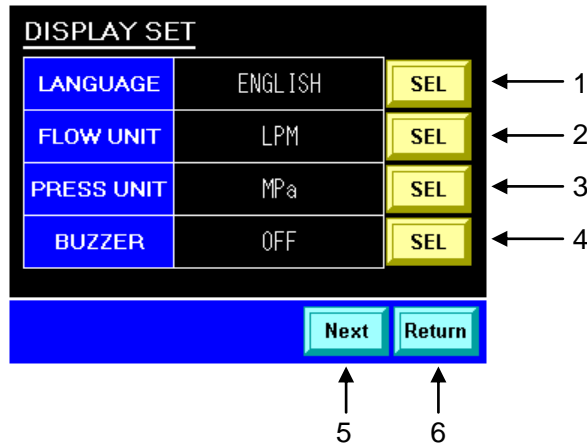 DISPLAY SET
LANGUAGE ENGLISH SEL 1
FLOW UNIT LPM SEL 2
PRESS UNIT MPa SEL 3
BUZZER OFF SEL 4
Next Return
5 6